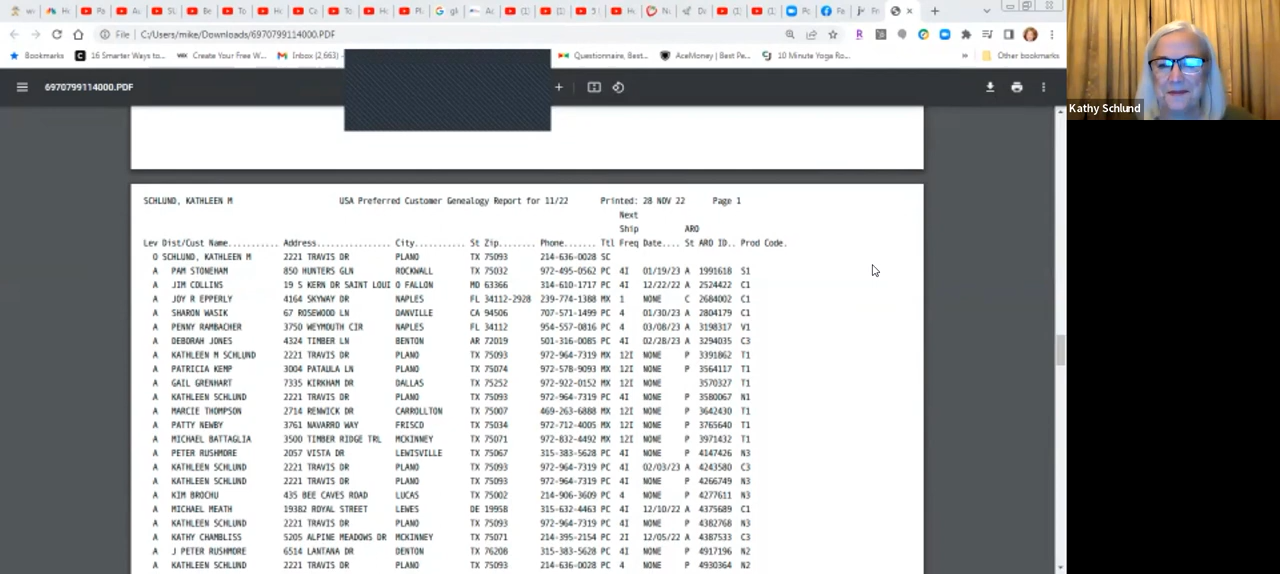 File | C:/Users/mike/Downloads/6970799114000.PDF
Bookmarks 16 Smarter Ways to... Create Your Free W... Inbox (2,663) Questionnaire, Best... AceMoney | Best Pe... 10 Minute Yoga Ro... » Other bookmarks
6970799114000.PDF
Kathy Schlund
SCHLUND, KATHLEEN M USA Preferred Customer Genealogy Report for 11/22 Printed: 28 NOV 22 Page 1
Next
Ship ARO
Lev Dist/Cust Name........... Address................ City........... St Zip........ Phone....... Ttl Freq Date.... St ARO ID.. Prod Code.
0 SCHLUND, KATHLEEN M 2221 TRAVIS DR PLANO TX 75093 214-636-0028 SC
A PAM STONEHAM 850 HUNTERS GLN ROCKWALL TX 75032 972-495-0562 PC 4I 01/19/23 A 1991618 S1
A JIM COLLINS 19 S KERN DR SAINT LOUI O FALLON MO 63366 314-610-1717 PC 4I 12/22/22 A 2524422 C1
A JOY R EPPERLY 4164 SKYWAY DR NAPLES FL 34112-2928 239-774-1388 MX 1 NONE C 2684002 C1
A SHARON WASIK 67 ROSEWOOD LN DANVILLE CA 94506 707-571-1499 PC 4 01/30/23 A 2804179 C1
A PENNY RAMBACHER 3750 WEYMOUTH CIR NAPLES FL 34112 954-557-0816 PC 4 03/08/23 A 3198317 V1
A DEBORAH JONES 4324 TIMBER LN BENTON AR 72019 501-316-0085 PC 4I 02/28/23 A 3294035 C3
A KATHLEEN M SCHLUND 2221 TRAVIS DR PLANO TX 75093 972-964-7319 MX 12I NONE P 3391862 T1
A PATRICIA KEMP 3004 PATAULA LN PLANO TX 75074 972-578-9093 MX 12I NONE P 3564117 T1
A GAIL GRENHART 7335 KIRKHAM DR DALLAS TX 75252 972-922-0152 MX 12I NONE 3570327 T1
A KATHLEEN SCHLUND 2221 TRAVIS DR PLANO TX 75093 972-964-7319 PC 4I NONE P 3580067 N1
A MARCIE THOMPSON 2714 RENWICK DR CARROLLTON TX 75007 469-263-6888 MX 12I NONE P 3642430 T1
A PATTY NEWBY 3761 NAVARRO WAY FRISCO TX 75034 972-712-4005 MX 12I NONE P 3765640 T1
A MICHAEL BATTAGLIA 3500 TIMBER RIDGE TRL MCKINNEY TX 75071 972-832-4492 MX 12I NONE P 3971432 T1
A PETER RUSHMORE 2057 VISTA DR LEWISVILLE TX 75067 315-383-5628 PC 4I NONE P 4147426 N3
A KATHLEEN SCHLUND 2221 TRAVIS DR PLANO TX 75093 972-964-7319 PC 4I 02/03/23 A 4243580 C3
A KATHLEEN SCHLUND 2221 TRAVIS DR PLANO TX 75093 972-964-7319 PC 4I NONE P 4266749 N3
A KIM BROCHU 435 BEE CAVES ROAD LUCAS TX 75002 214-906-3609 PC 4 NONE P 4277611 N3
A MICHAEL MEATH 19382 ROYAL STREET LEWES DE 19958 315-632-4463 PC 4I 12/10/22 A 4375689 C1
A KATHLEEN SCHLUND 2221 TRAVIS DR PLANO TX 75093 972-964-7319 PC 4I NONE P 4382768 N3
A KATHY CHAMBLISS 5205 ALPINE MEADOWS DR MCKINNEY TX 75071 214-395-2154 PC 2I 12/05/22 A 4387533 C3
A J PETER RUSHMORE 6514 LANTANA DR DENTON TX 76208 315-383-5628 PC 4I NONE P 4917196 N2
A KATHLEEN SCHLUND 2221 TRAVIS DR PLANO TX 75093 214-636-0028 PC 4 NONE P 4930364 N2